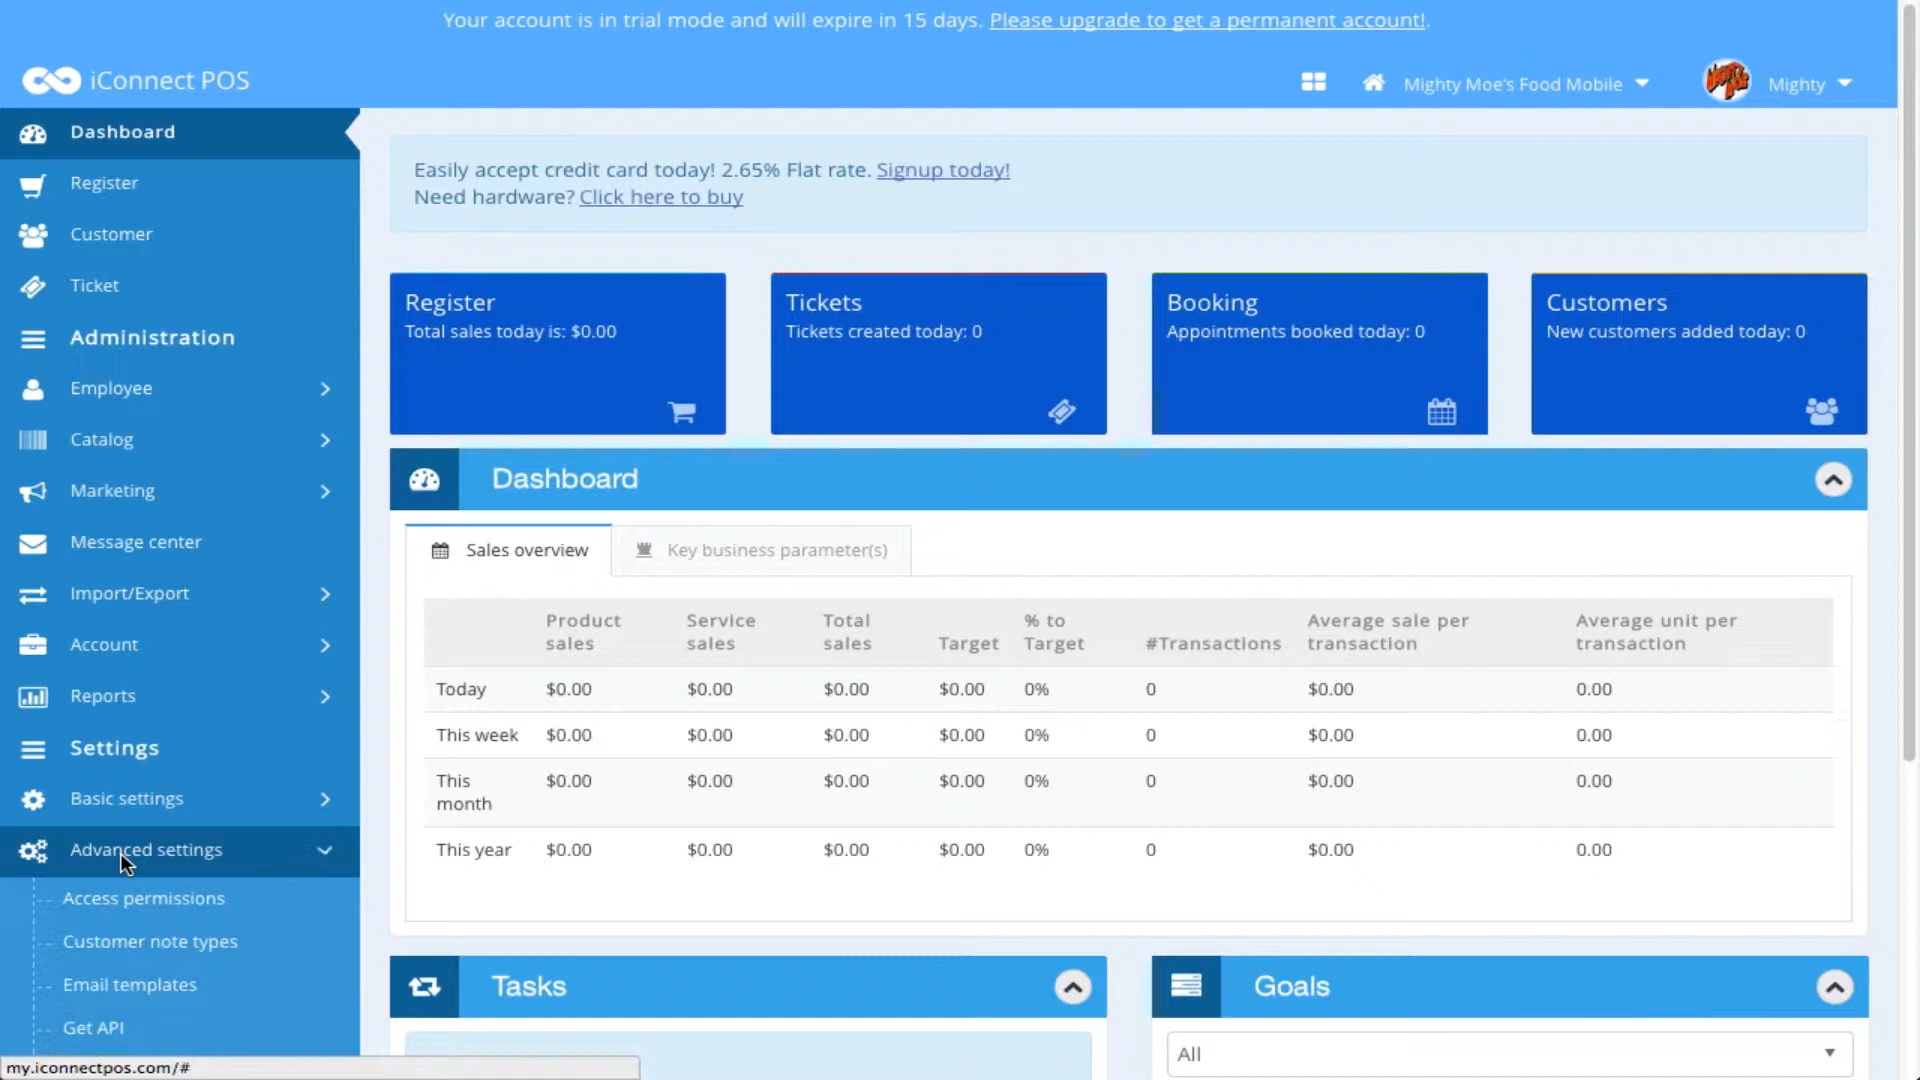 Your account is in trial mode and will expire in 15 days. Please upgrade to get a permanent account!.
iConnect POS
Mighty Moe's Food Mobile
Mighty
Dashboard
Register
Customer
Ticket
Administration
Employee
Catalog
Marketing
Message center
Import/Export
Account
Reports
Settings
Basic settings
Advanced settings
Access permissions
Customer note types
Email templates
Get API
my.iconnectpos.com/#
Easily accept credit card today! 2.65% Flat rate. Signup today!
Need hardware? Click here to buy
Register
Total sales today is: $0.00
Tickets
Tickets created today: 0
Booking
Appointments booked today: 0
Customers
New customers added today: 0
Dashboard
Sales overview
Key business parameter(s)
Product sales Service sales Total sales Target % to Target #Transactions Average sale per transaction Average unit per transaction
Today $0.00 $0.00 $0.00 $0.00 0% 0 $0.00 0.00
This week $0.00 $0.00 $0.00 $0.00 0% 0 $0.00 0.00
This month $0.00 $0.00 $0.00 $0.00 0% 0 $0.00 0.00
This year $0.00 $0.00 $0.00 $0.00 0% 0 $0.00 0.00
Tasks
Goals
All